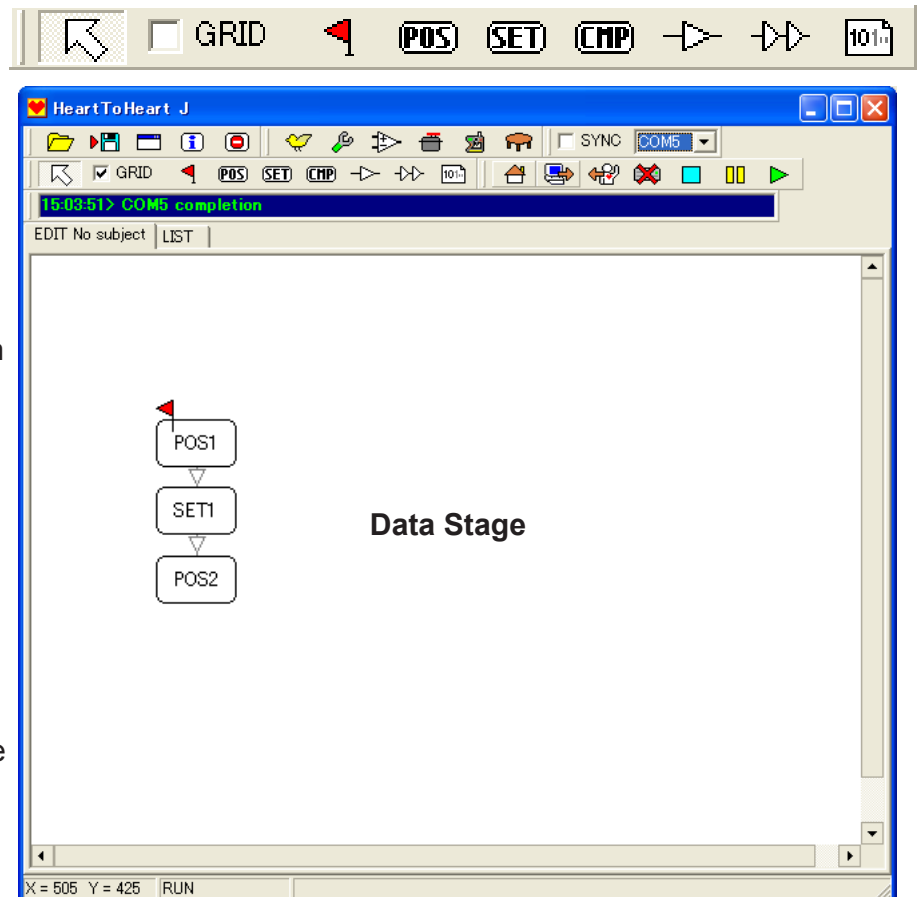 GRID POS SET CMP 101
HeartToHeart J
SYNC COM5
GRID POS SET CMP 101
15:03:51> COM5 completion
EDIT No subject LIST
n
POS1
SET1
Data Stage
POS2
e
X = 505 Y = 425 RUN